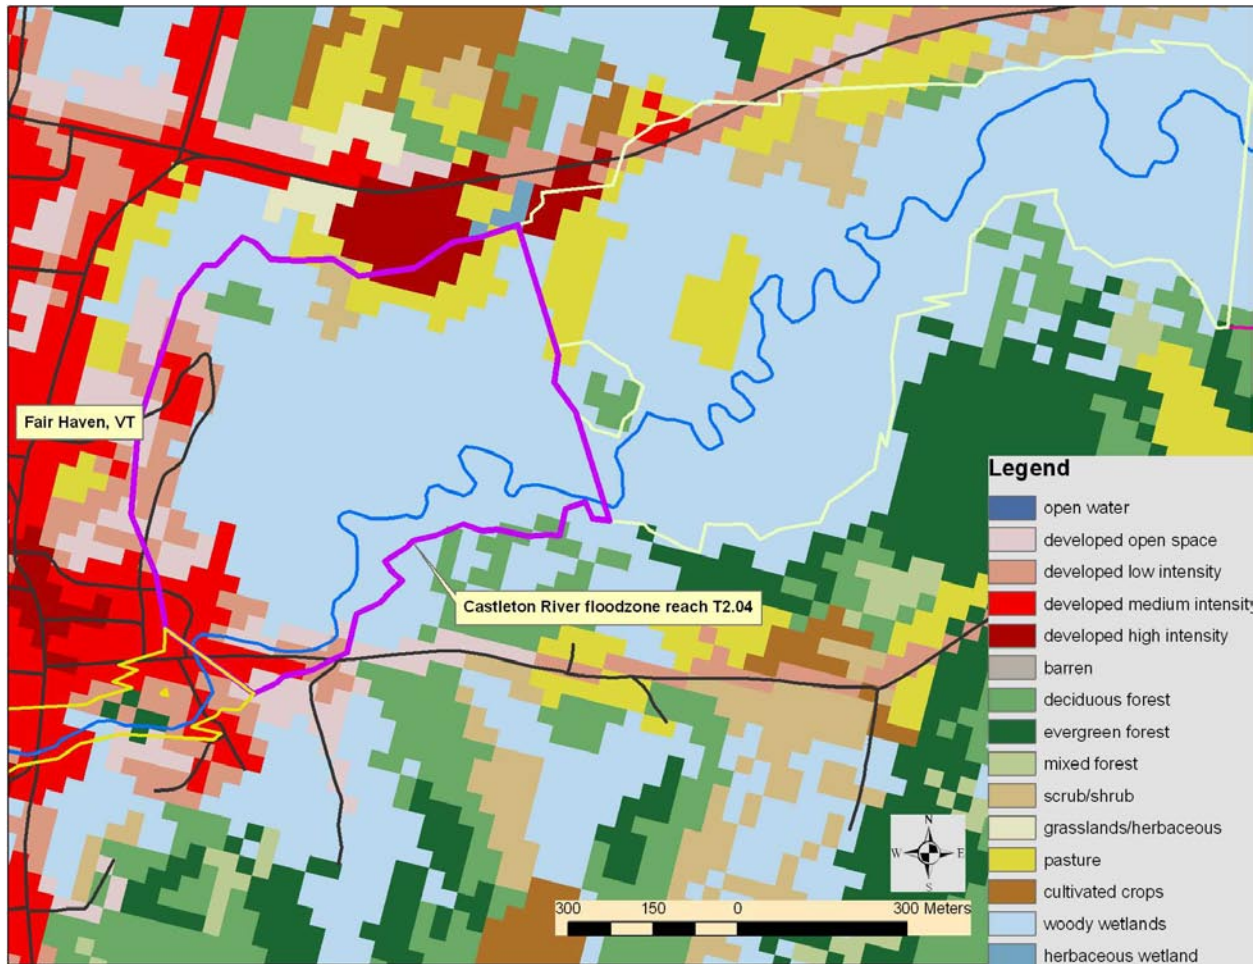 Fair Haven, VT
Castleton River floodzone reach T2.04
Legend
open water
developed open space
developed low intensity
developed medium intensity
developed high intensity
barren
deciduous forest
evergreen forest
mixed forest
scrub/shrub
grasslands/herbaceous
pasture
cultivated crops
woody wetlands
herbaceous wetland
N
W E
S
300 150 0 300 Meters